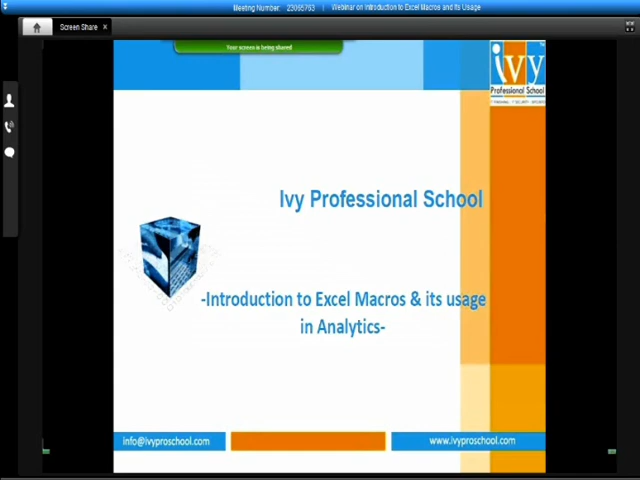 Meeting Number: 23095763 | Webinar on Introduction to Excel Macros and Its Usage
Screen Share ×
Your screen is being shared
ivy
Professional School
Ivy Professional School
-Introduction to Excel Macros & its usage
in Analytics-
info@ivyproschool.com
www.ivyproschool.com